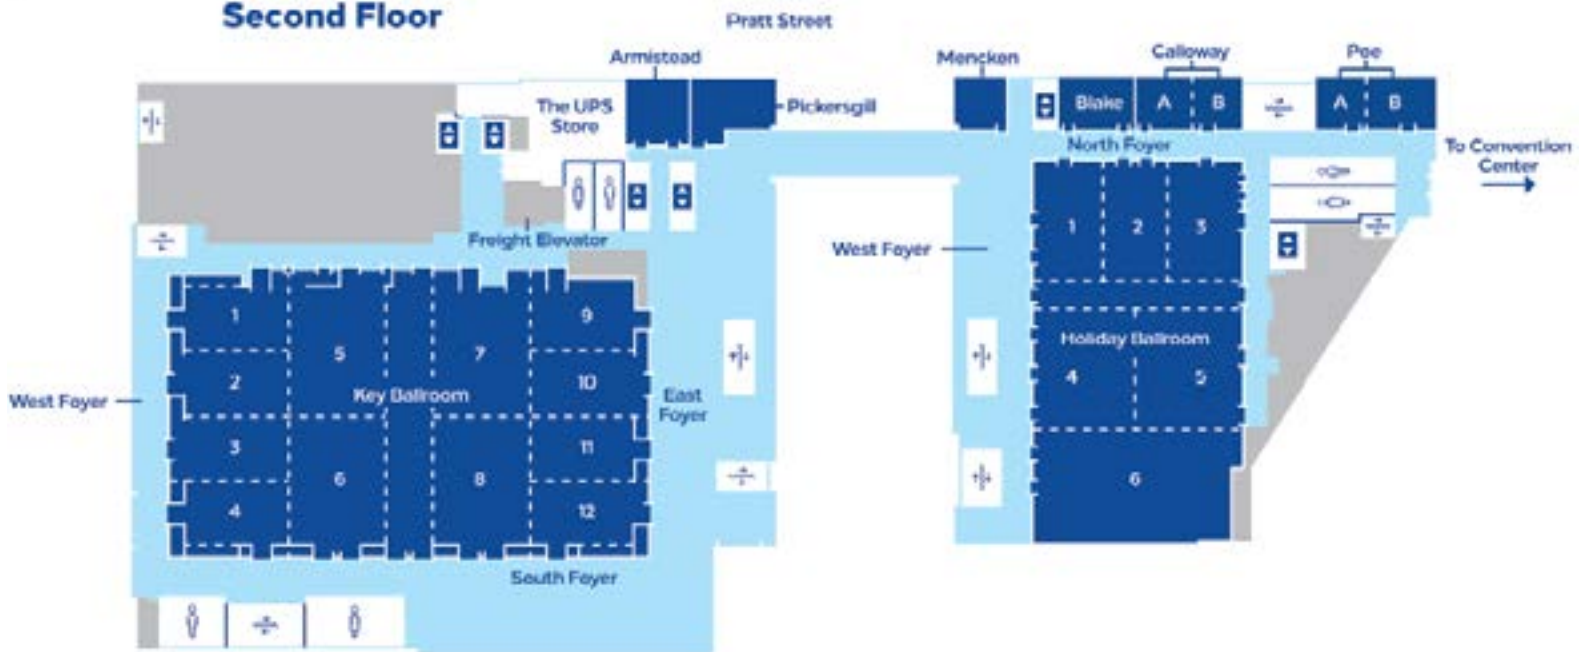 Second Floor
Pratt Street
Armistead
Mencken
Calloway
Poe
The UPS
Store
Pickersgill
Blake
A
B
A
B
North Foyer
To Convention
Center
Freight Elevator
West Foyer
1
2
3
1
5
7
9
Holiday Ballroom
2
10
4
5
Key Ballroom
West Foyer
East
Foyer
3
11
6
8
6
4
12
South Foyer